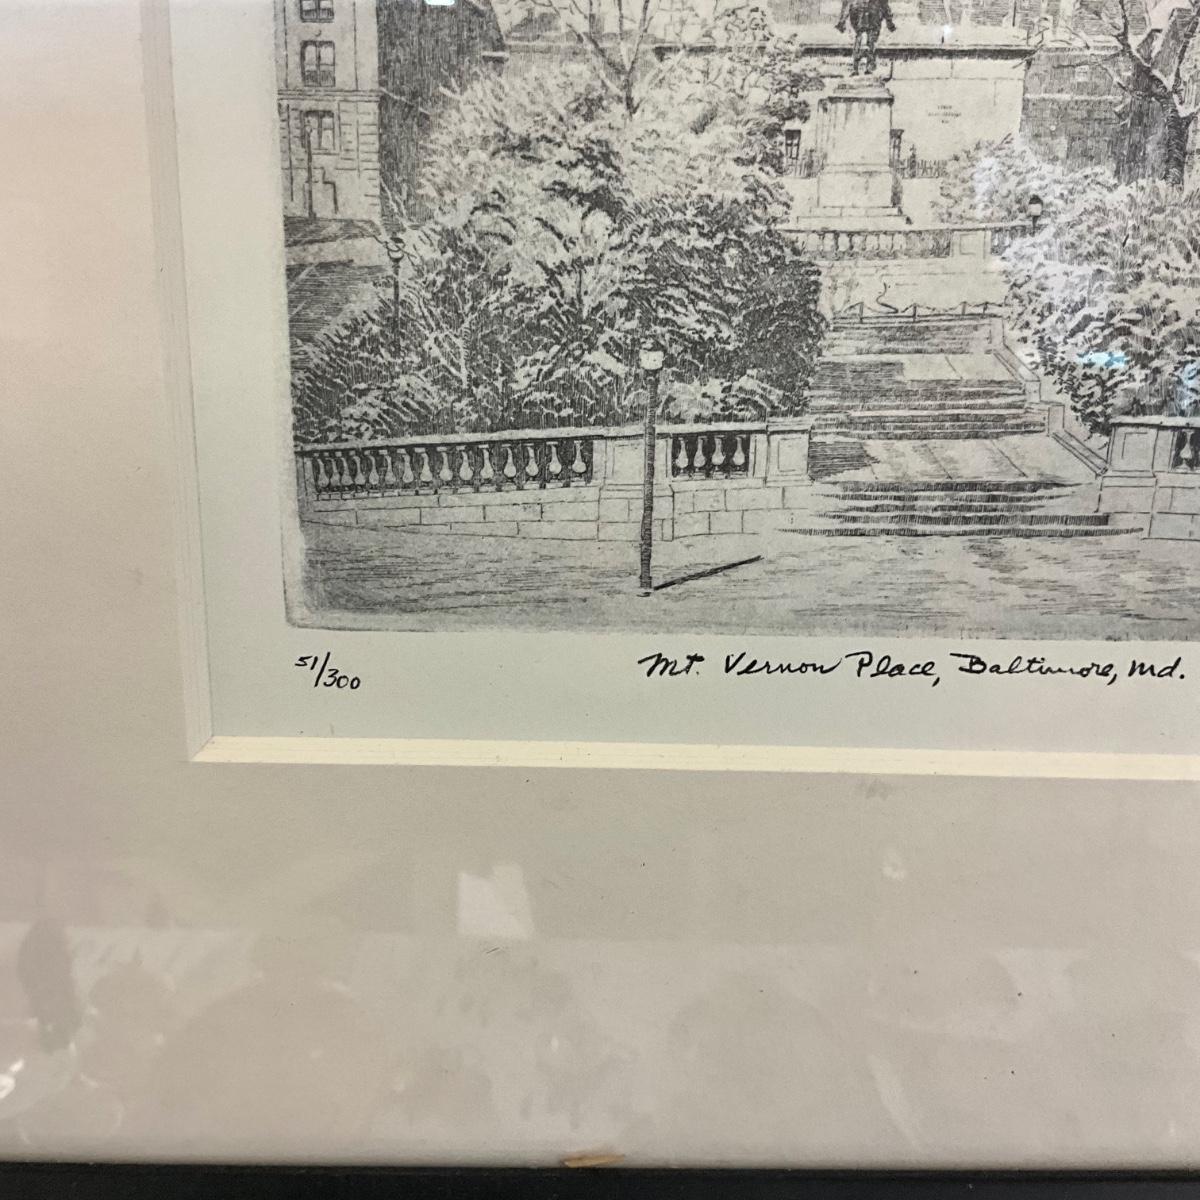 51/300
Mt. Vernon Place, Baltimore, Md.